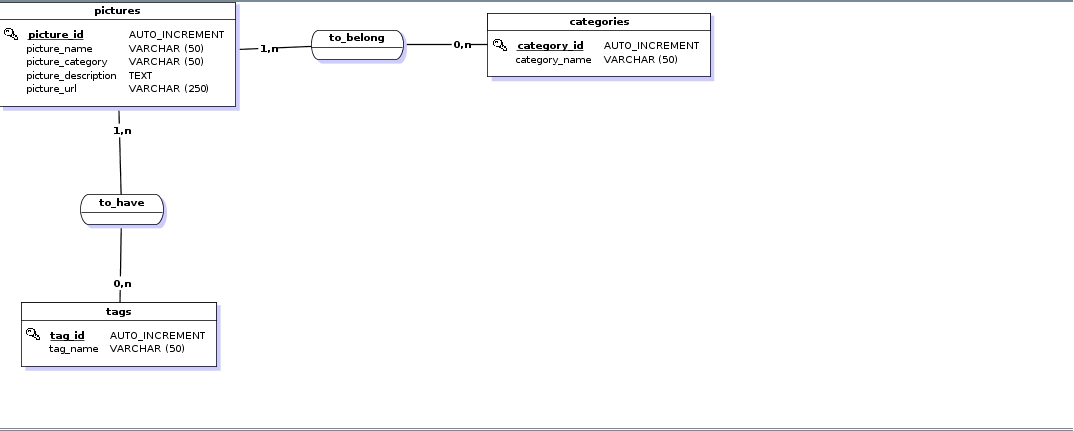 pictures
picture_id AUTO_INCREMENT
picture_name VARCHAR (50)
picture_category VARCHAR (50)
picture_description TEXT
picture_url VARCHAR (250)
1,n
to_belong
0,n
categories
category_id AUTO_INCREMENT
category_name VARCHAR (50)
1,n
to_have
0,n
tags
tag_id AUTO_INCREMENT
tag_name VARCHAR (50)